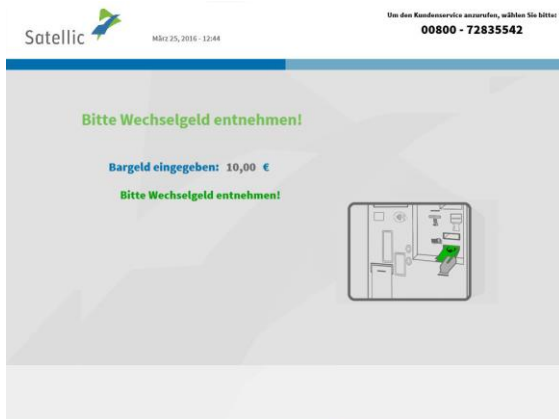 Satellic
März 25, 2016 - 12:44
Um den Kundenservice anzurufen, wählen Sie bitte:
00800 - 72835542
Bitte Wechselgeld entnehmen!
Bargeld eingegeben: 10,00 €
Bitte Wechselgeld entnehmen!